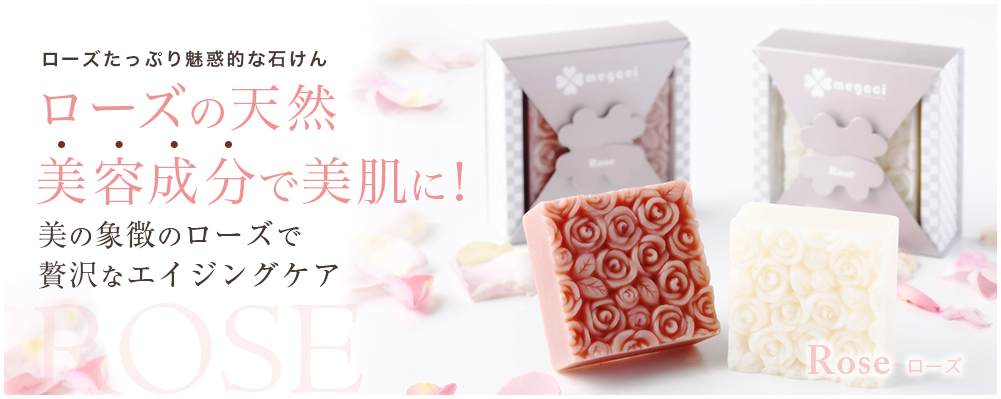 ローズたっぷり魅惑的な石けん
ローズの天然
美容成分で美肌に!
美の象徴のローズで
贅沢なエイジングケア
ROSE
megooi
Rose
megooi
Rose
Rose ローズ